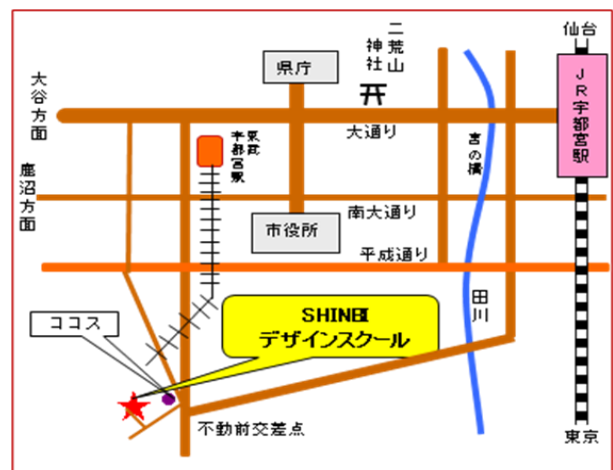 仙台
JR宇都宮駅
二荒山
神社
県庁
大谷方面
大通り
東武
宇都宮駅
宮の橋
鹿沼方面
南大通り
市役所
平成通り
田川
ココス
SHINBI
デザインスクール
不動前交差点
東京